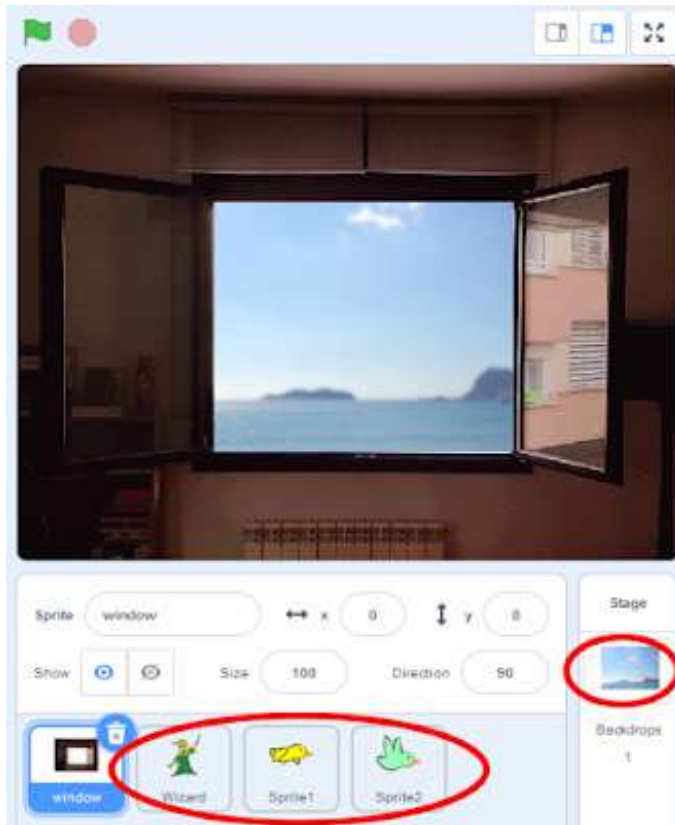 Sprite window x 0 y 0
Show Size 100 Direction 90
Stage
Backdrops
1
window Wizard Sprite1 Sprite2